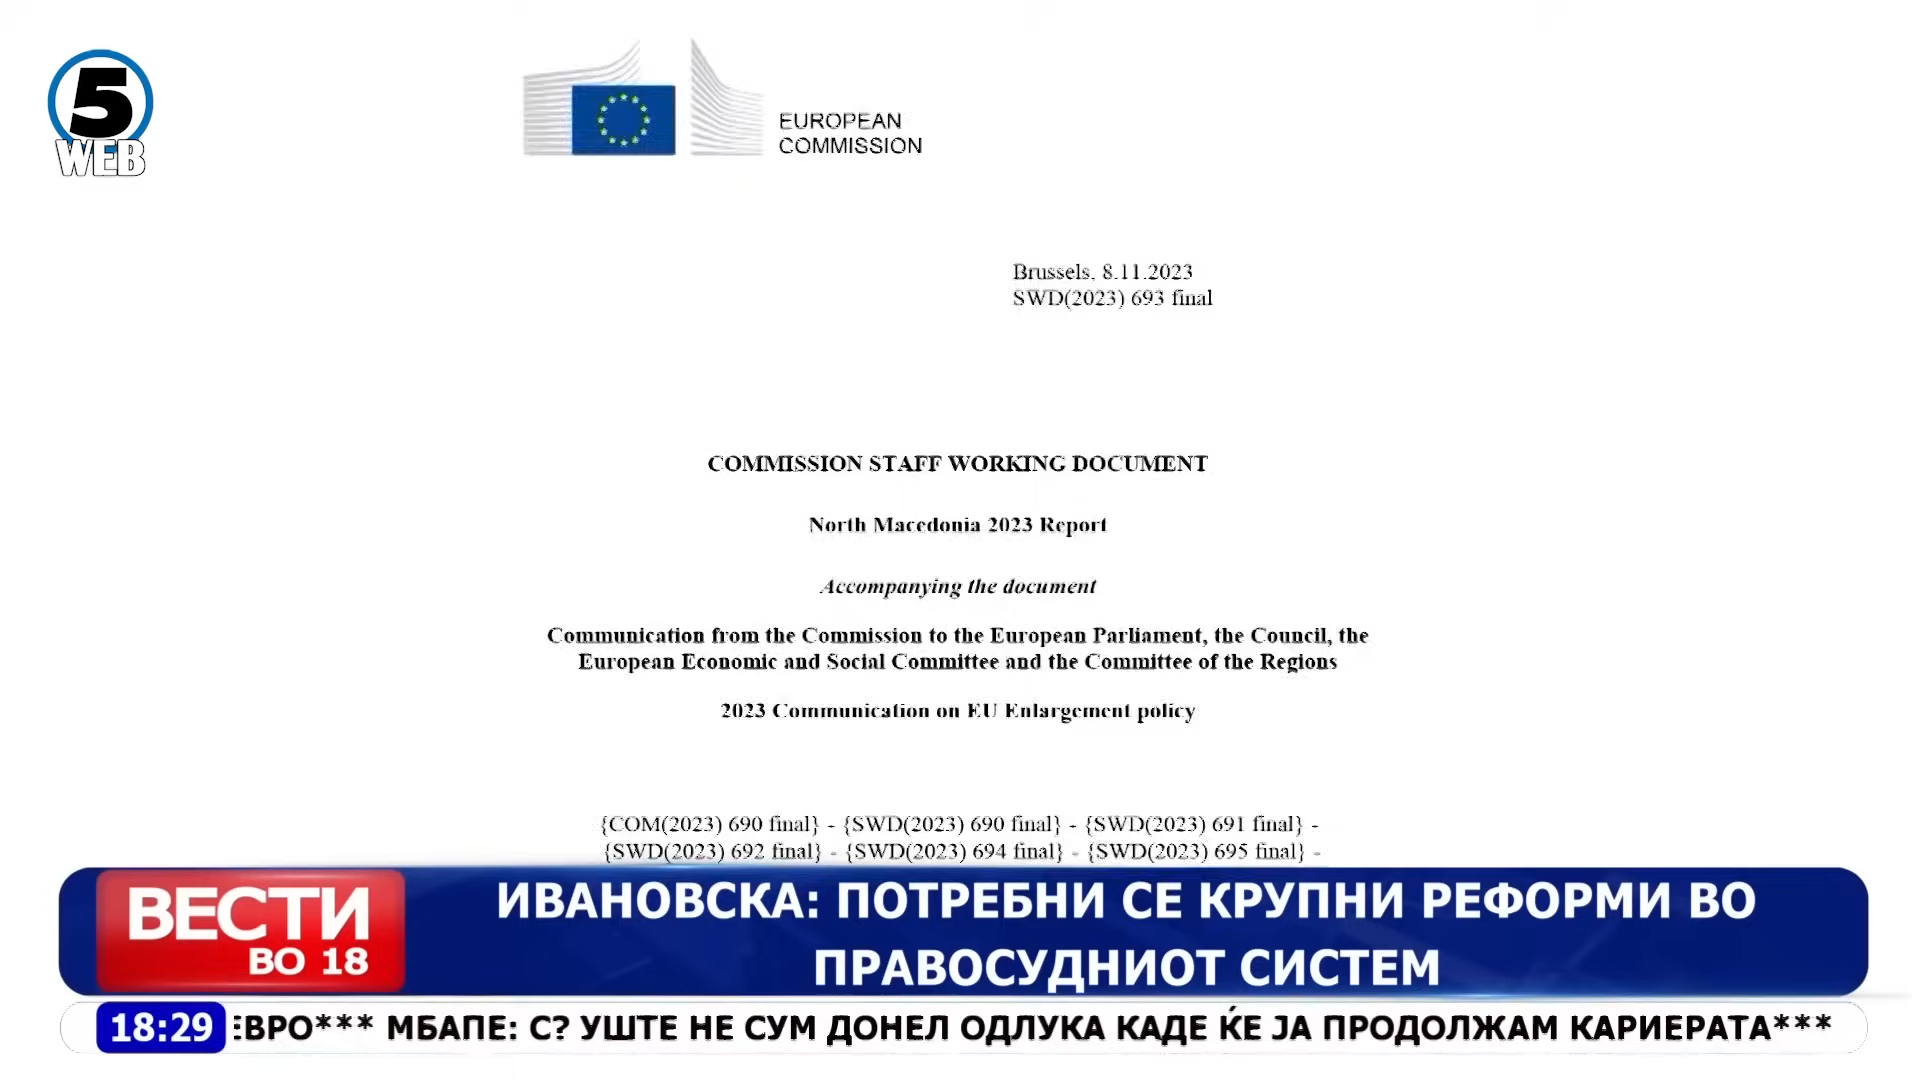 5
WEB
EUROPEAN
COMMISSION
Brussels, 8.11.2023
SWD(2023) 693 final
COMMISSION STAFF WORKING DOCUMENT
North Macedonia 2023 Report
Accompanying the document
Communication from the Commission to the European Parliament, the Council, the
European Economic and Social Committee and the Committee of the Regions
2023 Communication on EU Enlargement policy
{COM(2023) 690 final} - {SWD(2023) 690 final} - {SWD(2023) 691 final} -
{SWD(2023) 692 final} - {SWD(2023) 694 final} - {SWD(2023) 695 final} -
ВЕСТИ
ВО 18
ИВАНОВСКА: ПОТРЕБНИ СЕ КРУПНИ РЕФОРМИ ВО
ПРАВОСУДНИОТ СИСТЕМ
18:29
ЕВРО*** МБАПЕ: С? УШТЕ НЕ СУМ ДОНЕЛ ОДЛУКА КАДЕ ЌЕ ЈА ПРОДОЛЖАМ КАРИЕРАТА***